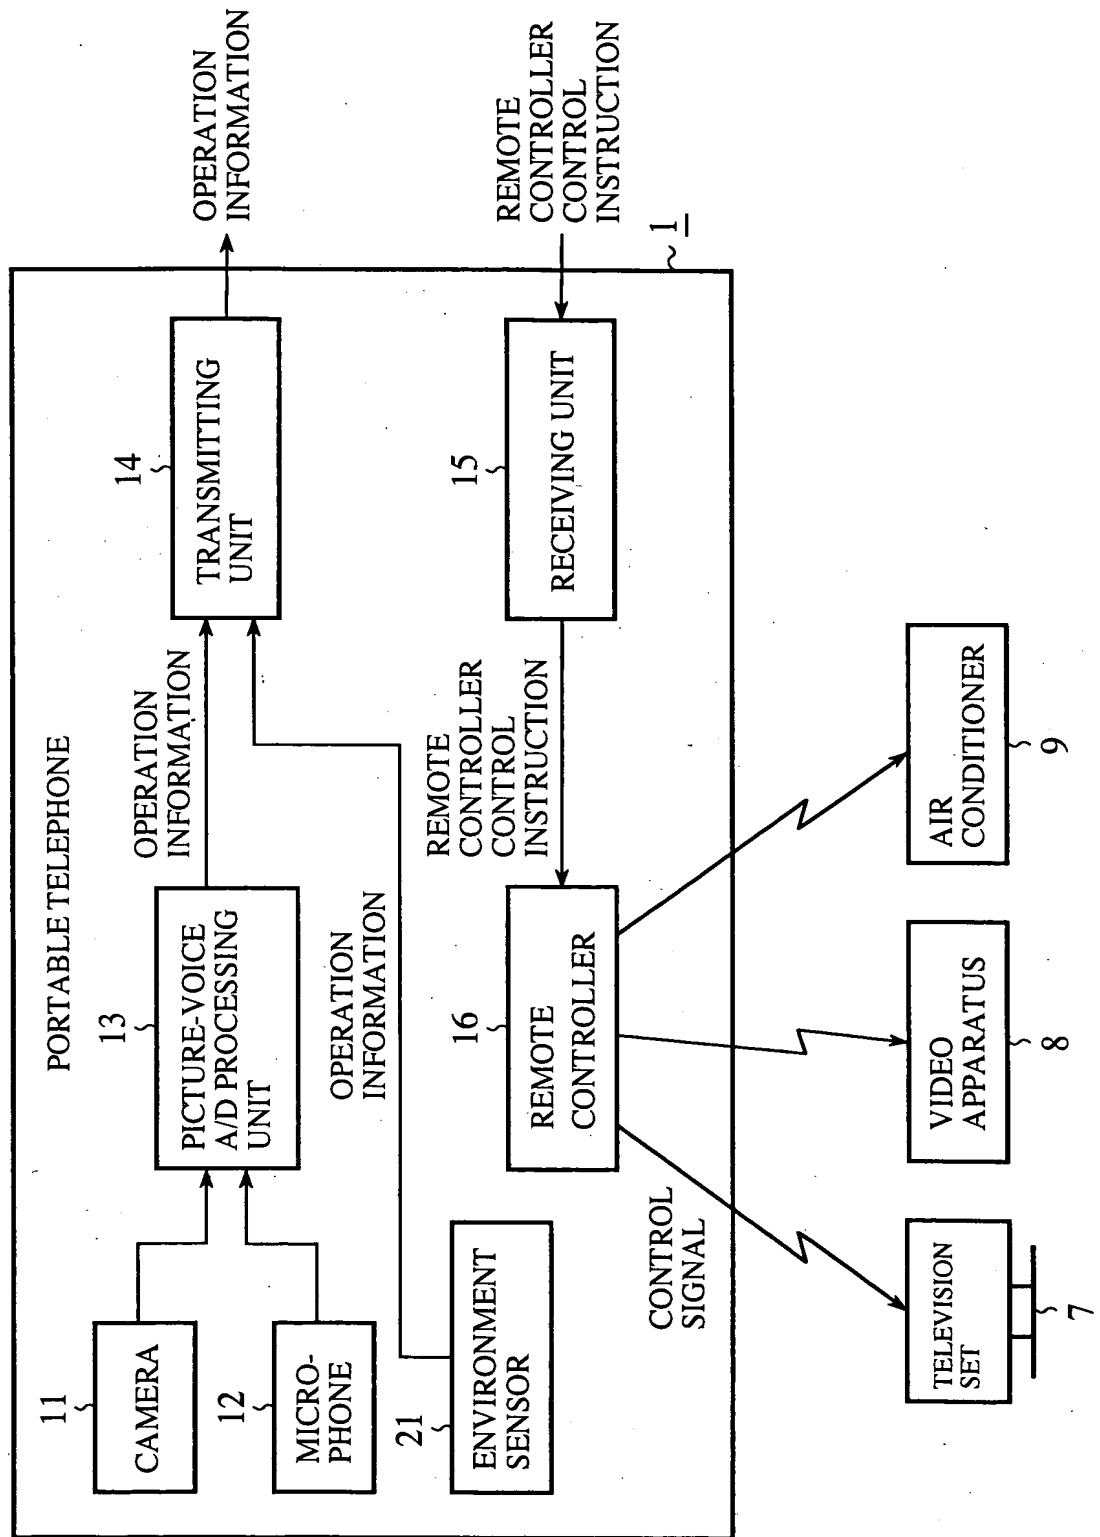 PORTABLE TELEPHONE
11
CAMERA
12
MICRO-
PHONE
13
PICTURE-VOICE
A/D PROCESSING
UNIT
OPERATION
INFORMATION
14
TRANSMITTING
UNIT
OPERATION
INFORMATION
21
ENVIRONMENT
SENSOR
OPERATION
INFORMATION
16
REMOTE
CONTROLLER
REMOTE
CONTROLLER
CONTROL
INSTRUCTION
15
RECEIVING UNIT
REMOTE
CONTROLLER
CONTROL
INSTRUCTION
1
CONTROL
SIGNAL
TELEVISION
SET
7
VIDEO
APPARATUS
8
AIR
CONDITIONER
9